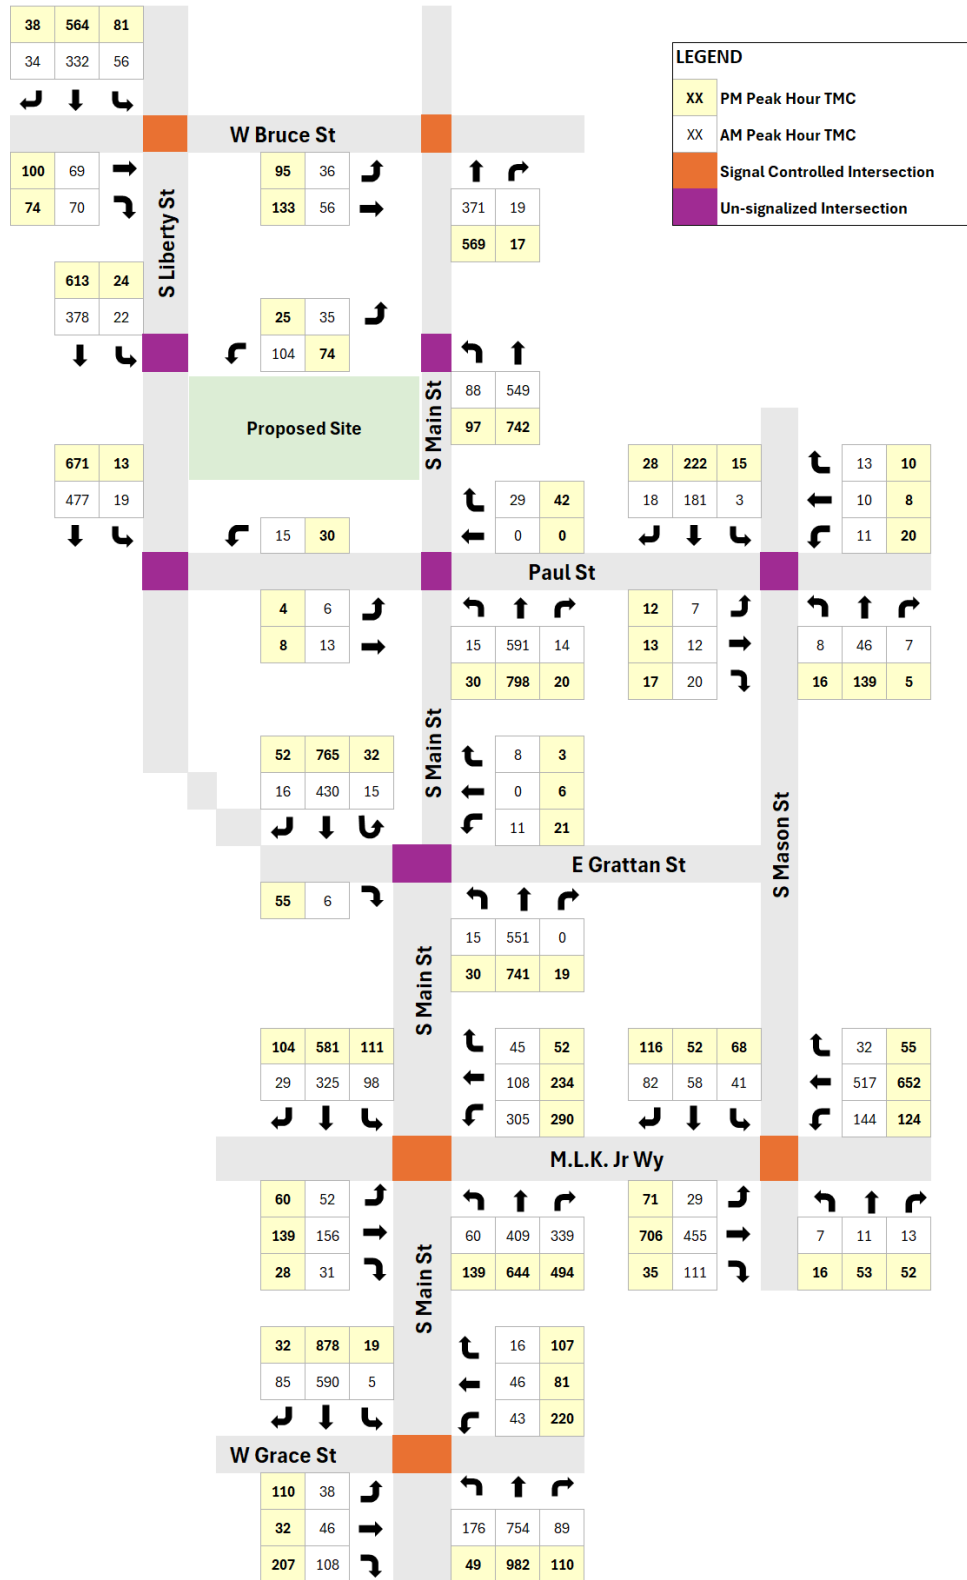 38 564 81
34 332 56
LEGEND
XX PM Peak Hour TMC
XX AM Peak Hour TMC
Signal Controlled Intersection
Un-signalized Intersection
W Bruce St
100 69
74 70
S Liberty St
95 36
133 56
371 19
569 17
613 24
378 22
25 35
104 74
88 549
97 742
Proposed Site
S Main St
671 13
477 19
15 30
29 42
0 0
28 222 15
18 181 3
13 10
10 8
11 20
Paul St
4 6
8 13
15 591 14
30 798 20
12 7
13 12
17 20
8 46 7
16 139 5
S Main St
52 765 32
16 430 15
8 3
0 6
11 21
S Mason St
E Grattan St
55 6
15 551 0
30 741 19
S Main St
104 581 111
29 325 98
45 52
108 234
305 290
116 52 68
82 58 41
32 55
517 652
144 124
M.L.K. Jr Wy
60 52
139 156
28 31
60 409 339
139 644 494
71 29
706 455
35 111
7 11 13
16 53 52
S Main St
32 878 19
85 590 5
16 107
46 81
43 220
W Grace St
110 38
32 46
207 108
176 754 89
49 982 110